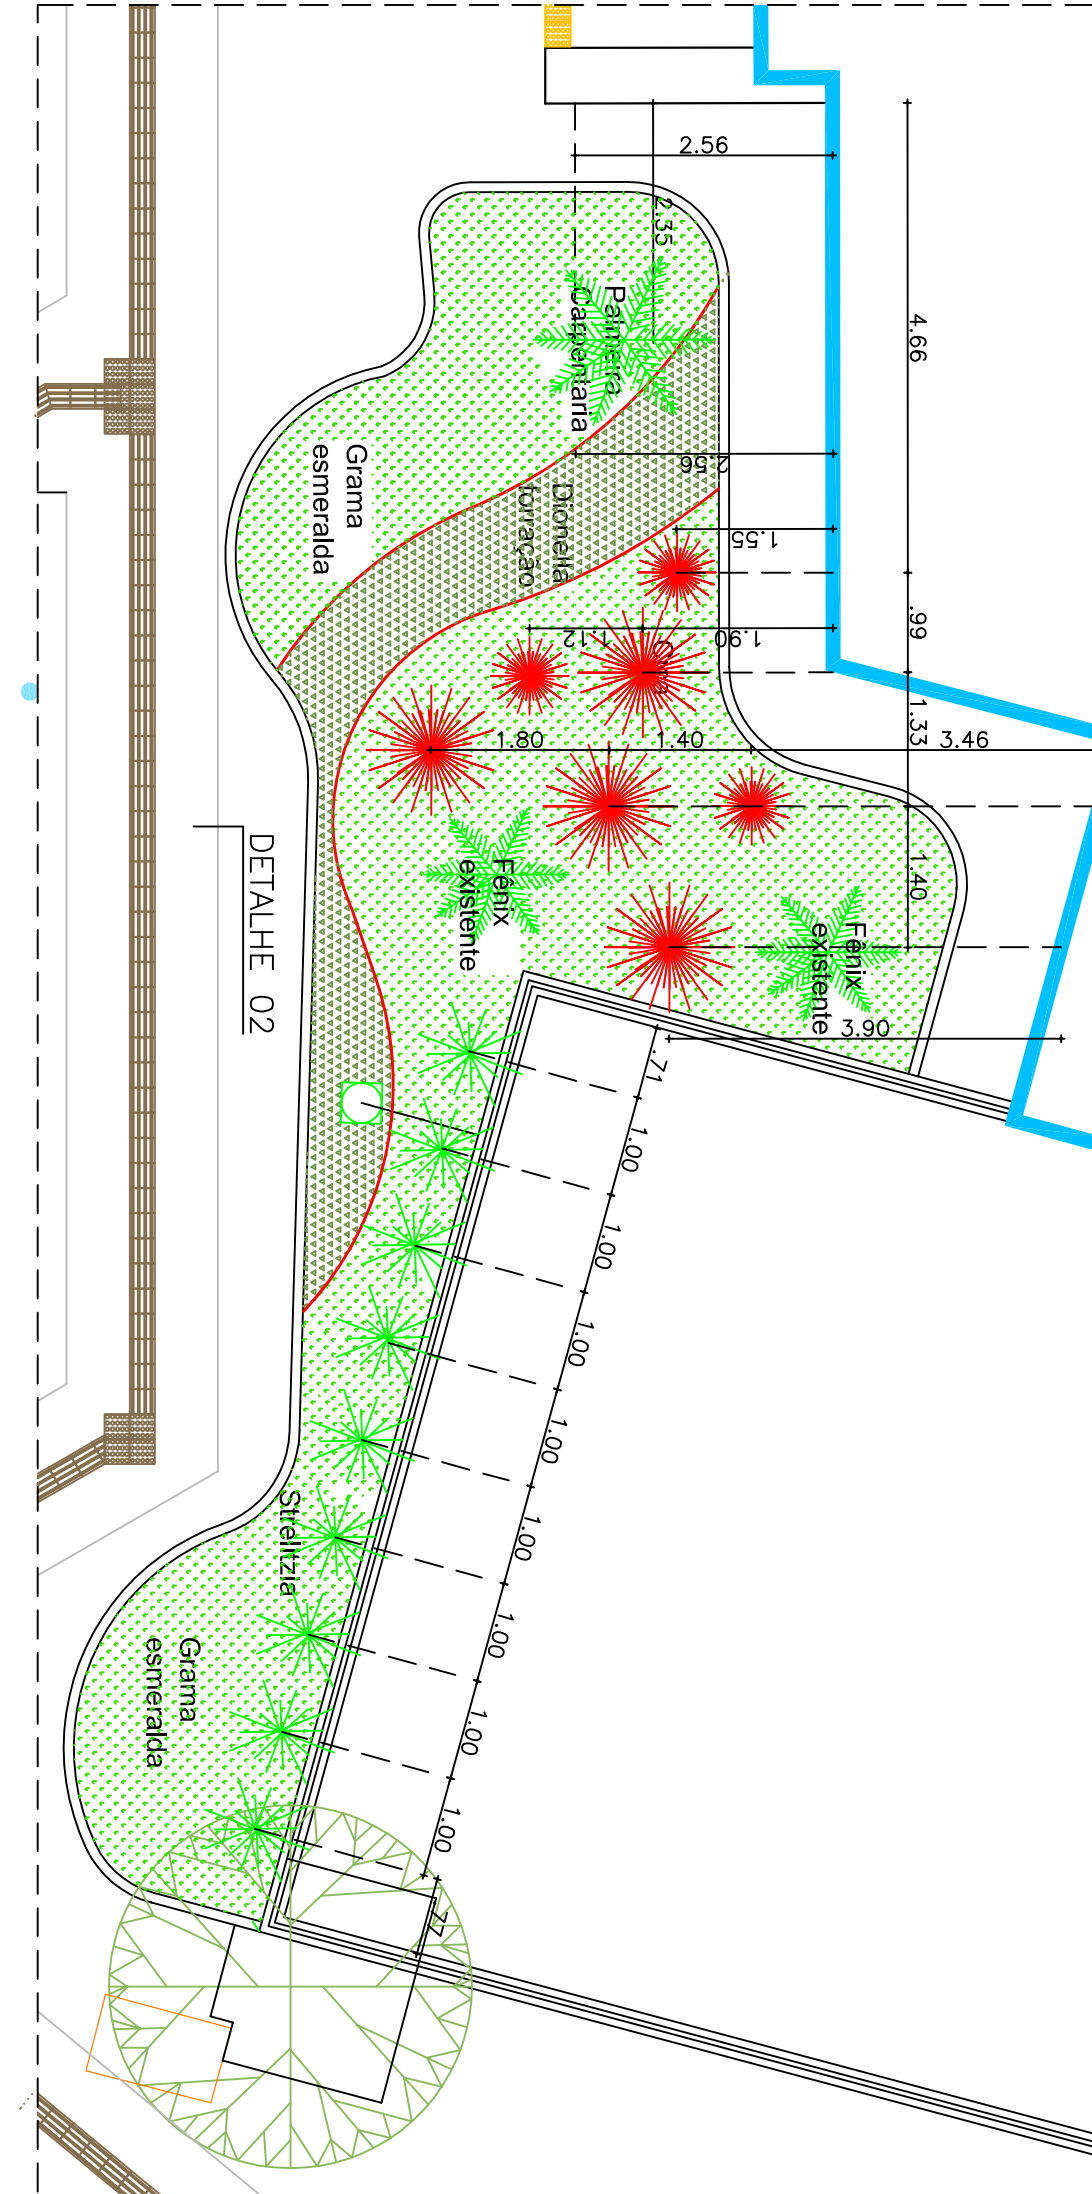 2.56
2.35
4.66
Palmeira
Carpentaria
2.56
Grama
esmeralda
Dionella
forração
1.55
.99
1.12
1.90
1.33
1.80
1.40
3.46
Fênix
existente
1.40
Fênix
existente
3.90
DETALHE 02
.71
1.00
1.00
1.00
1.00
1.00
1.00
1.00
1.00
Strelitzia
Grama
esmeralda
.77